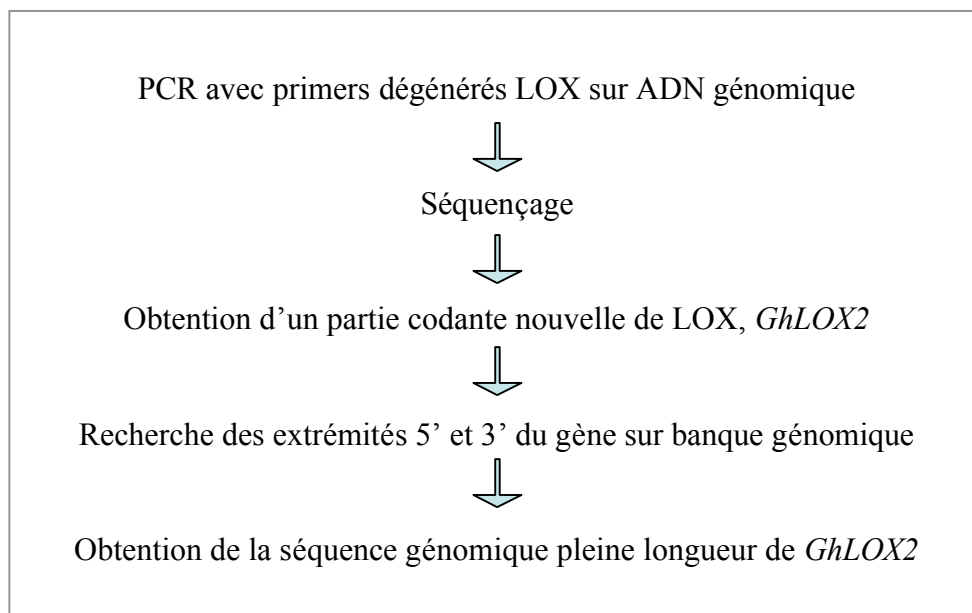 PCR avec primers dégénérés LOX sur ADN génomique
Séquençage
Obtention d’un partie codante nouvelle de LOX, GhLOX2
Recherche des extrémités 5’ et 3’ du gène sur banque génomique
Obtention de la séquence génomique pleine longueur de GhLOX2